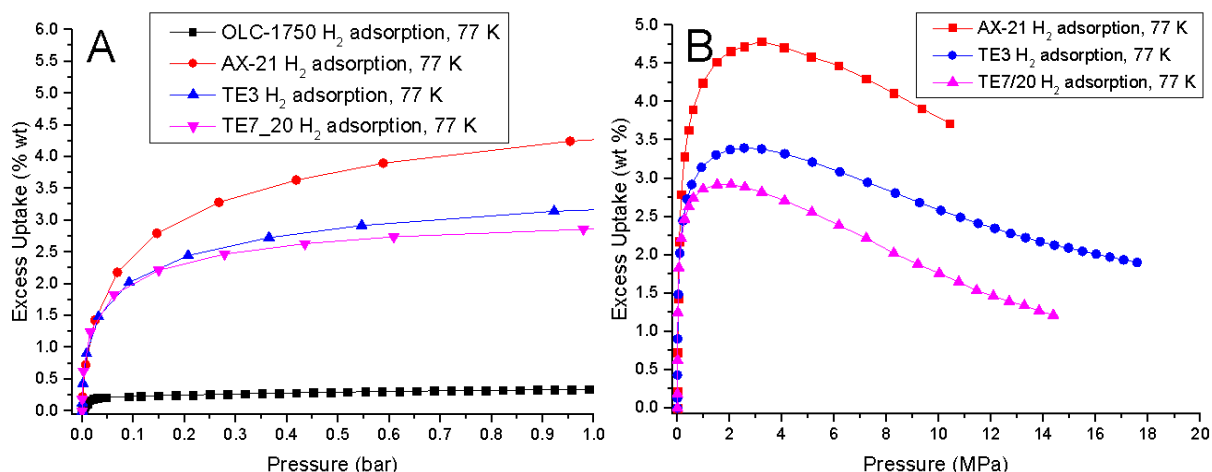 A
OLC-1750 H2 adsorption, 77 K
AX-21 H2 adsorption, 77 K
TE3 H2 adsorption, 77 K
TE7_20 H2 adsorption, 77 K
Excess Uptake (% wt)
6.0
5.5
5.0
4.5
4.0
3.5
3.0
2.5
2.0
1.5
1.0
0.5
0.0
0.0 0.1 0.2 0.3 0.4 0.5 0.6 0.7 0.8 0.9 1.0
Pressure (bar)
B
AX-21 H2 adsorption, 77 K
TE3 H2 adsorption, 77 K
TE7/20 H2 adsorption, 77 K
Excess Uptake (wt %)
5.0
4.5
4.0
3.5
3.0
2.5
2.0
1.5
1.0
0.5
0.0
0 2 4 6 8 10 12 14 16 18 20
Pressure (MPa)